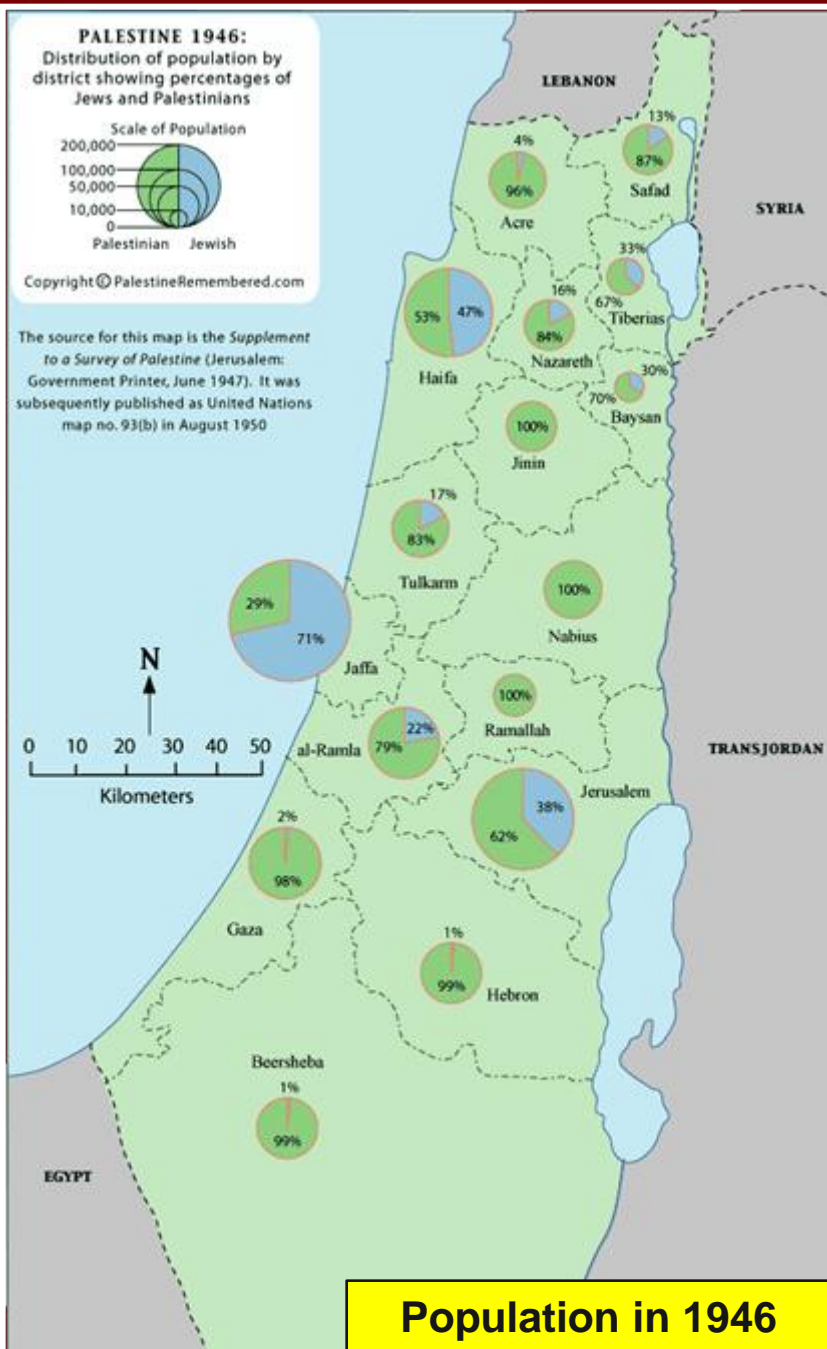 PALESTINE 1946:
Distribution of population by
district showing percentages of
Jews and Palestinians
Scale of Population
200,000
100,000
50,000
10,000
0
Palestinian Jewish
Copyright © PalestineRemembered.com
The source for this map is the Supplement
to a Survey of Palestine (Jerusalem:
Government Printer, June 1947). It was
subsequently published as United Nations
map no. 93(b) in August 1950
LEBANON
SYRIA
4%
96%
Acre
13%
87%
Safad
53% 47%
Haifa
16%
84%
Nazareth
33%
67%
Tiberias
30%
70%
Baysan
100%
Jinin
17%
83%
Tulkarm
100%
Nabius
29%
71%
Jaffa
N
0 10 20 30 40 50
Kilometers
100%
Ramallah
22%
79%
al-Ramla
TRANSJORDAN
Jerusalem
38%
62%
2%
98%
Gaza
1%
99%
Hebron
Beersheba
1%
99%
EGYPT
Population in 1946